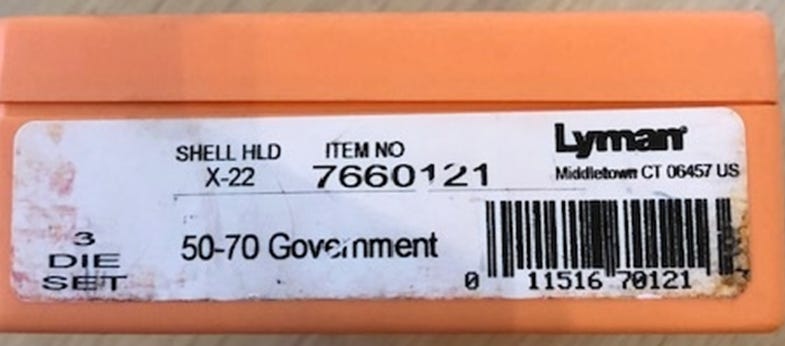 SHELL HLD ITEM NO
X-22 7660121
Lyman
Middletown CT 06457 US
3
DIE
SET
50-70 Government
0 11516 70121